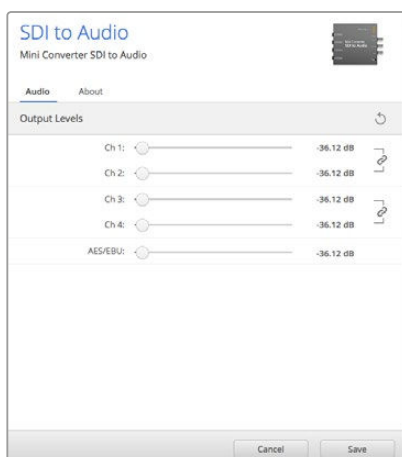 SDI to Audio
Mini Converter SDI to Audio
Audio About
Output Levels
Ch 1: -36.12 dB
Ch 2: -36.12 dB
Ch 3: -36.12 dB
Ch 4: -36.12 dB
AES/EBU: -36.12 dB
Cancel Save